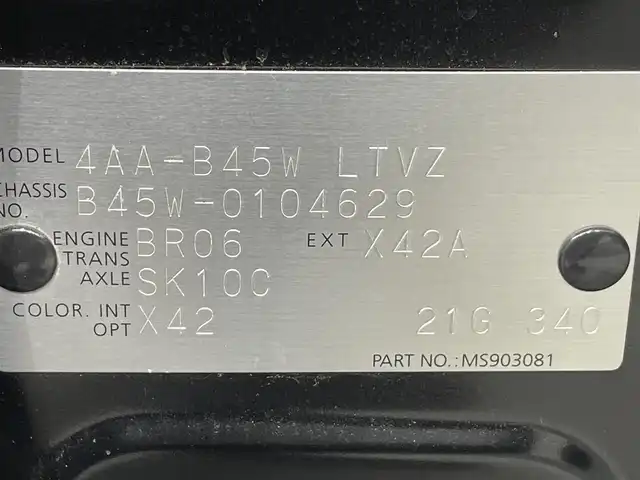 MODEL 4AA-B45W LTVZ
CHASSIS NO. B45W-0104629
ENGINE BR06 EXT X42A
TRANS AXLE SK10C
COLOR. INT X42
OPT 21G 340
PART NO.:MS903081